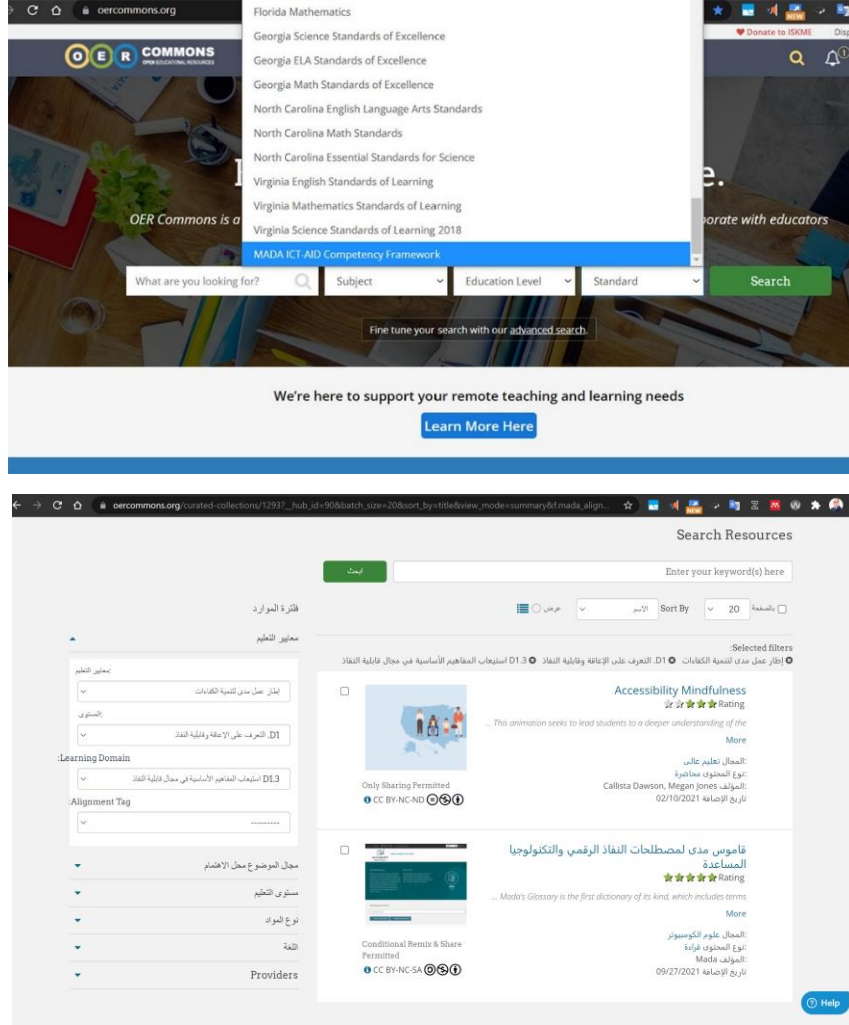 oercommons.org
Florida Mathematics
Georgia Science Standards of Excellence
Georgia ELA Standards of Excellence
Georgia Math Standards of Excellence
North Carolina English Language Arts Standards
North Carolina Math Standards
North Carolina Essential Standards for Science
Virginia English Standards of Learning
Virginia Mathematics Standards of Learning
Virginia Science Standards of Learning 2018
MADA ICT-AID Competency Framework
NEW
Donate to ISKME
OER COMMONS
OPEN EDUCATIONAL RESOURCES
1
e.
OER Commons is a
orate with educators
What are you looking for?
Subject
Education Level
Standard
Search
Fine tune your search with our advanced search.
We're here to support your remote teaching and learning needs
Learn More Here
oercommons.org/curated-collections/1293?__hub_id=90&batch_size=20&sort_by=title&view_mode=summary&f.mada_align...
NEW
Search Resources
Enter your keyword(s) here
ابحث
بالصفحة
20
Sort By
الاسم
عرض
Selected filters:
إطار عمل مدى لتنمية الكفاءات D1. التعرف على الإعاقة وقابلية النفاذ D1.3 استيعاب المفاهيم الأساسية في مجال قابلية النفاذ
فلترة الموارد
معايير التعليم
معايير التعليم:
إطار عمل مدى لتنمية الكفاءات
المستوى:
D1. التعرف على الإعاقة وقابلية النفاذ
Learning Domain:
D1.3 استيعاب المفاهيم الأساسية في مجال قابلية النفاذ
Alignment Tag:
---------
مجال الموضوع محل الاهتمام
مستوى التعليم
نوع المواد
اللغة
Providers
Accessibility Mindfulness
Rating
This animation seeks to lead students to a deeper understanding of the ...
More
المجال: تعليم عالى
نوع المحتوى: محاضرة
المؤلف: Callista Dawson, Megan Jones
تاريخ الإضافة 02/10/2021
Only Sharing Permitted
CC BY-NC-ND
قاموس مدى لمصطلحات النفاذ الرقمي والتكنولوجيا
المساعدة
Rating
Mada's Glossary is the first dictionary of its kind, which includes terms ...
More
المجال: علوم الكومبيوتر
نوع المحتوى: قراءة
المؤلف: Mada
تاريخ الإضافة 09/27/2021
Conditional Remix & Share
Permitted
CC BY-NC-SA
Help